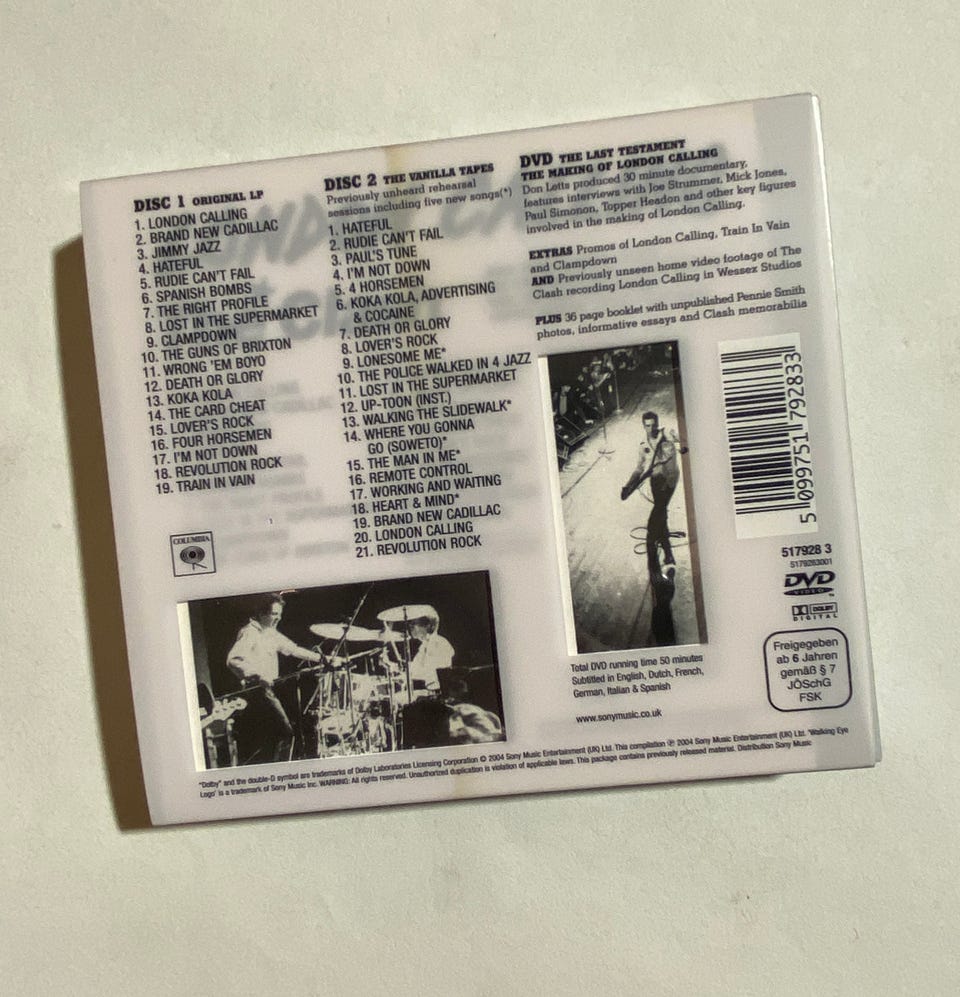 DISC 1 ORIGINAL LP
1. LONDON CALLING
2. BRAND NEW CADILLAC
3. JIMMY JAZZ
4. HATEFUL
5. RUDIE CAN'T FAIL
6. SPANISH BOMBS
7. THE RIGHT PROFILE
8. LOST IN THE SUPERMARKET
9. CLAMPDOWN
10. THE GUNS OF BRIXTON
11. WRONG 'EM BOYO
12. DEATH OR GLORY
13. KOKA KOLA
14. THE CARD CHEAT
15. LOVER'S ROCK
16. FOUR HORSEMEN
17. I'M NOT DOWN
18. REVOLUTION ROCK
19. TRAIN IN VAIN
COLUMBIA
DISC 2 THE VANILLA TAPES
Previously unheard rehearsal
sessions including five new songs(*)
1. HATEFUL
2. RUDIE CAN'T FAIL
3. PAUL'S TUNE
4. I'M NOT DOWN
5. 4 HORSEMEN
6. KOKA KOLA, ADVERTISING
& COCAINE
7. DEATH OR GLORY
8. LOVER'S ROCK
9. LONESOME ME*
10. THE POLICE WALKED IN 4 JAZZ
11. LOST IN THE SUPERMARKET
12. UP-TOON (INST.)
13. WALKING THE SLIDEWALK*
14. WHERE YOU GONNA
GO (SOWETO)*
15. THE MAN IN ME*
16. REMOTE CONTROL
17. WORKING AND WAITING
18. HEART & MIND*
19. BRAND NEW CADILLAC
20. LONDON CALLING
21. REVOLUTION ROCK
DVD THE LAST TESTAMENT
THE MAKING OF LONDON CALLING
Don Letts produced 30 minute documentary,
features interviews with Joe Strummer, Mick Jones,
Paul Simonon, Topper Headon and other key figures
involved in the making of London Calling.
EXTRAS Promos of London Calling, Train In Vain
and Clampdown
AND Previously unseen home video footage of The
Clash recording London Calling in Wessez Studios
PLUS 36 page booklet with unpublished Pennie Smith
photos, informative essays and Clash memorabilia
5 099751 792833
517928 3
5179283001
DVD
VIDEO
TM
DOLBY
DIGITAL
Freigegeben
ab 6 Jahren
gemäß § 7
JÖSchG
FSK
Total DVD running time 50 minutes
Subtitled in English, Dutch, French,
German, Italian & Spanish
www.sonymusic.co.uk
"Dolby" and the double-D symbol are trademarks of Dolby Laboratories Licensing Corporation © 2004 Sony Music Entertainment (UK) Ltd. This compilation ℗ 2004 Sony Music Entertainment (UK) Ltd. 'Walking Eye
Logo' is a trademark of Sony Music Inc. WARNING: All rights reserved. Unauthorized duplication is violation of applicable laws. This package contains previously released material. Distribution Sony Music